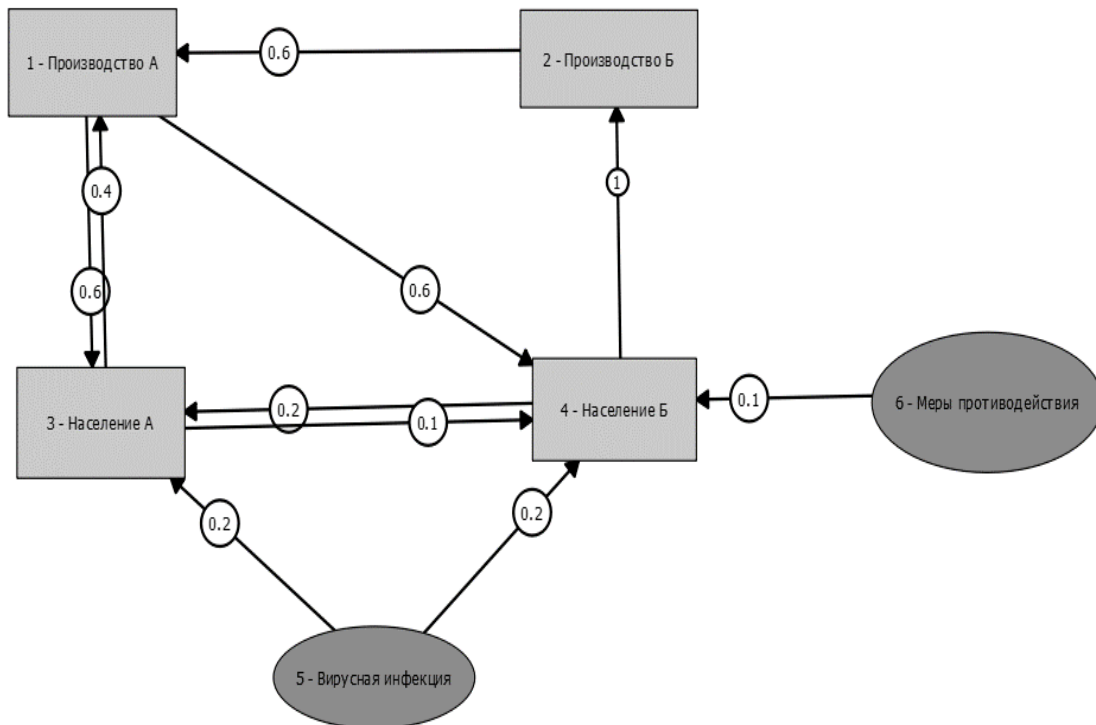 1 - Производство А
0.6
2 - Производство Б
0.4
1
0.6
0.6
3 - Население А
0.2
0.1
4 - Население Б
0.1
6 - Меры противодействия
0.2
0.2
5 - Вирусная инфекция